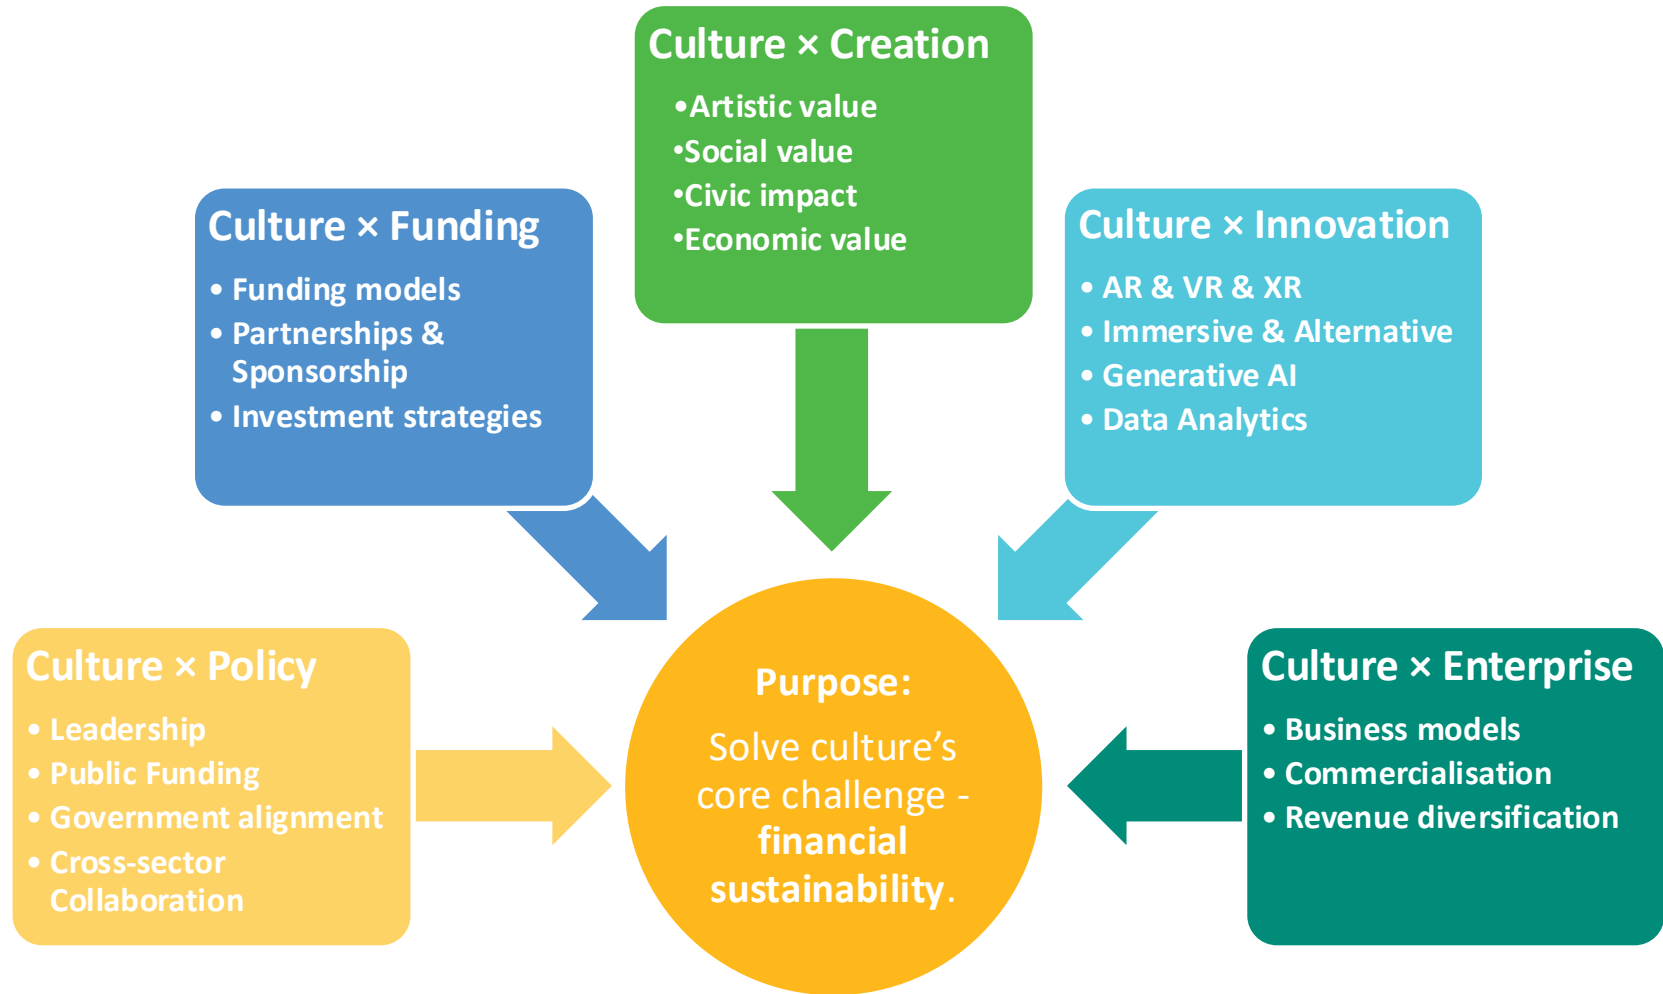 Culture × Creation
•Artistic value
•Social value
•Civic impact
•Economic value
Culture × Funding
• Funding models
• Partnerships &
Sponsorship
• Investment strategies
Culture × Innovation
• AR & VR & XR
• Immersive & Alternative
• Generative AI
• Data Analytics
Culture × Policy
• Leadership
• Public Funding
• Government alignment
• Cross-sector
Collaboration
Purpose:
Solve culture’s
core challenge -
financial
sustainability.
Culture × Enterprise
• Business models
• Commercialisation
• Revenue diversification